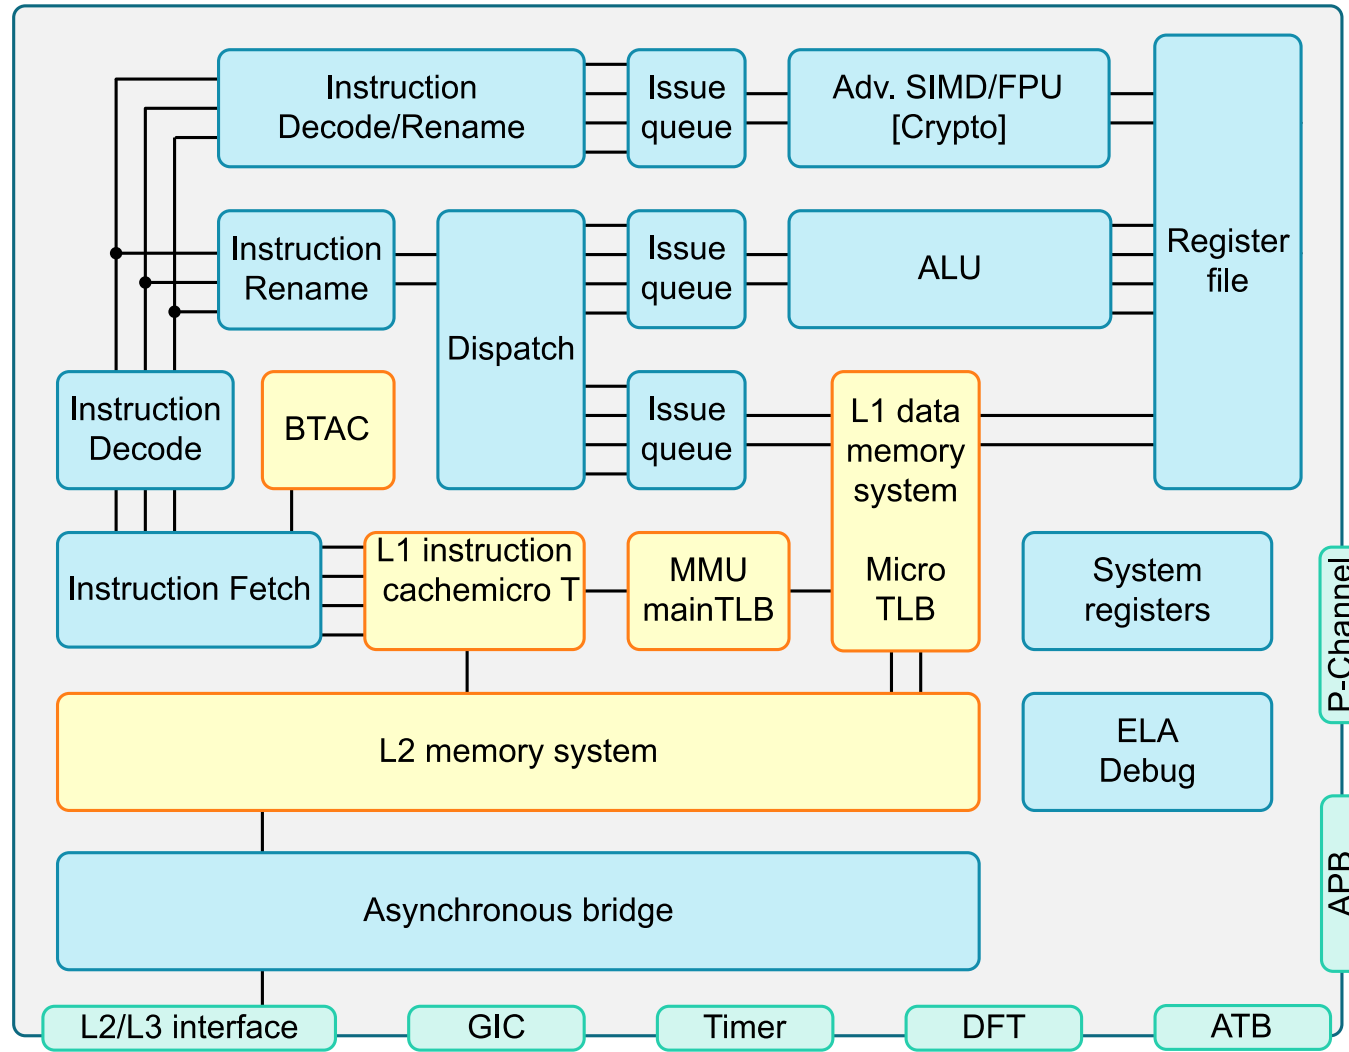 Instruction
Decode/Rename
Issue
queue
Adv. SIMD/FPU
[Crypto]
Register
file
Instruction
Rename
Dispatch
Issue
queue
ALU
Instruction
Decode
BTAC
Issue
queue
L1 data
memory
system
Micro
TLB
Instruction Fetch
L1 instruction
cachemicro T
MMU
mainTLB
System
registers
P-Channel
L2 memory system
ELA
Debug
APB
Asynchronous bridge
L2/L3 interface
GIC
Timer
DFT
ATB